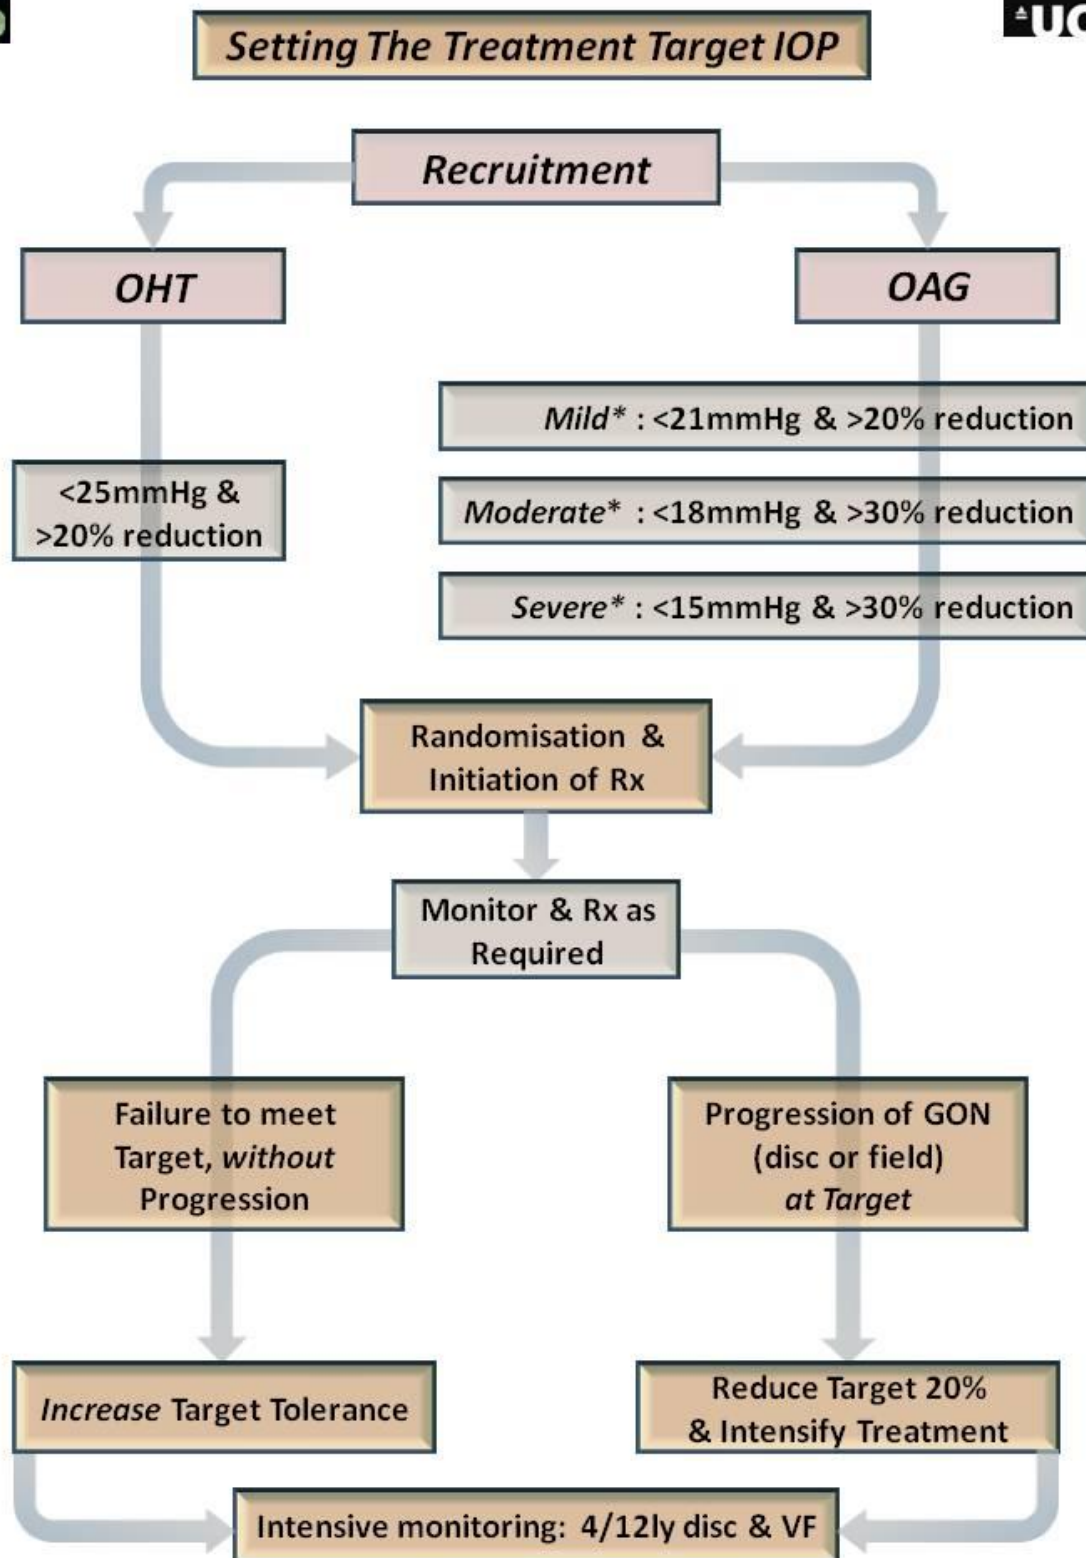 Setting The Treatment Target IOP
UC
Recruitment
OHT
OAG
<25mmHg &
>20% reduction
Mild* : <21mmHg & >20% reduction
Moderate* : <18mmHg & >30% reduction
Severe* : <15mmHg & >30% reduction
Randomisation &
Initiation of Rx
Monitor & Rx as
Required
Failure to meet
Target, without
Progression
Progression of GON
(disc or field)
at Target
Increase Target Tolerance
Reduce Target 20%
& Intensify Treatment
Intensive monitoring: 4/12ly disc & VF